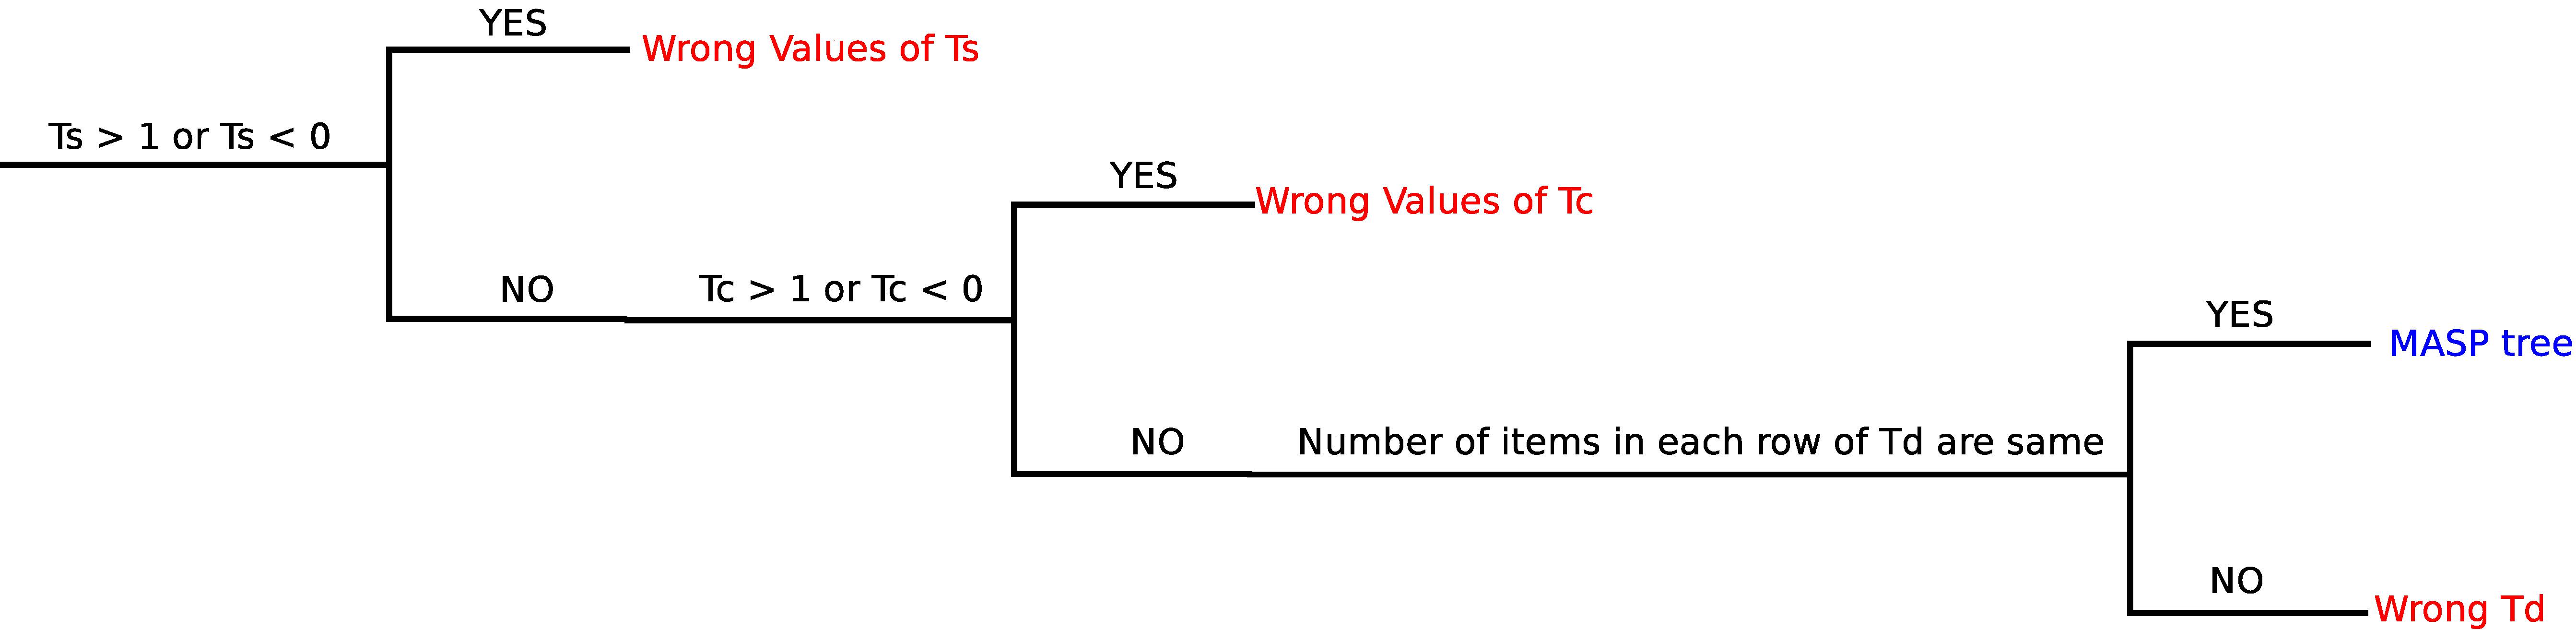 YES
Wrong Values of Ts
Ts > 1 or Ts < 0
YES
Wrong Values of Tc
NO
Tc > 1 or Tc < 0
YES
MASP tree
NO
Number of items in each row of Td are same
NO
Wrong Td